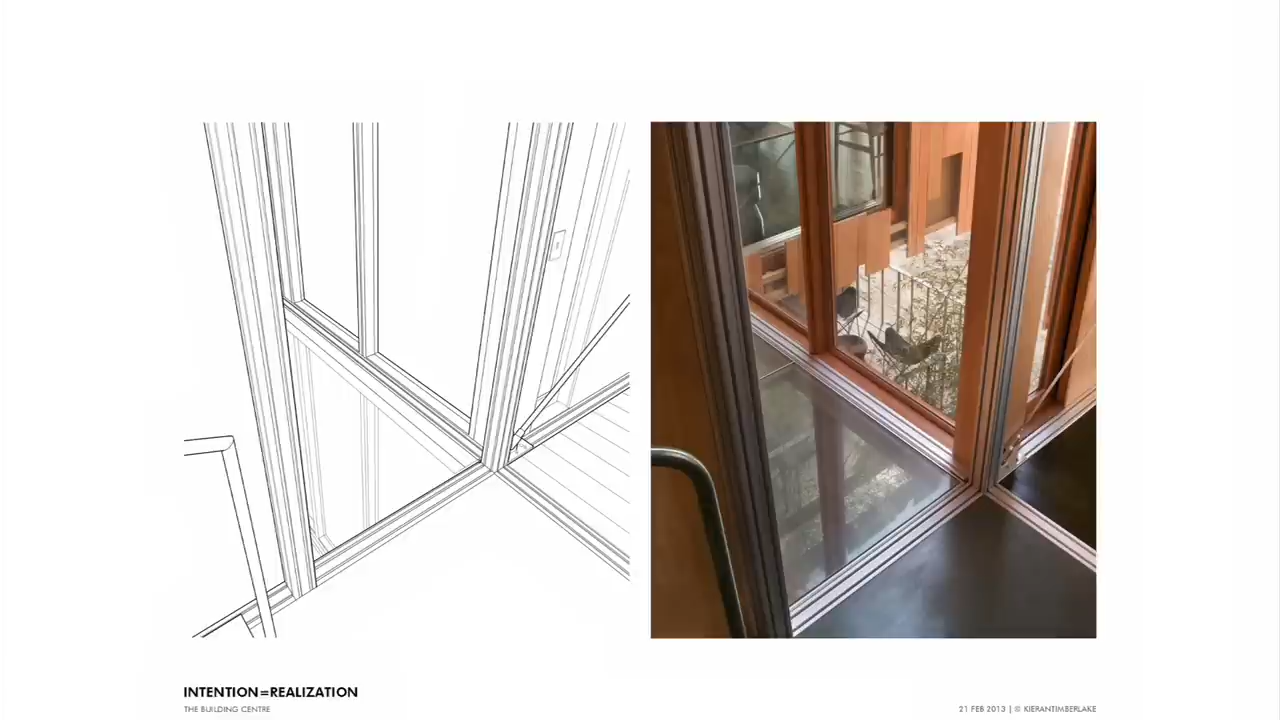 INTENTION=REALIZATION
THE BUILDING CENTRE
21 FEB 2013 | © KIERANTIMBERLAKE